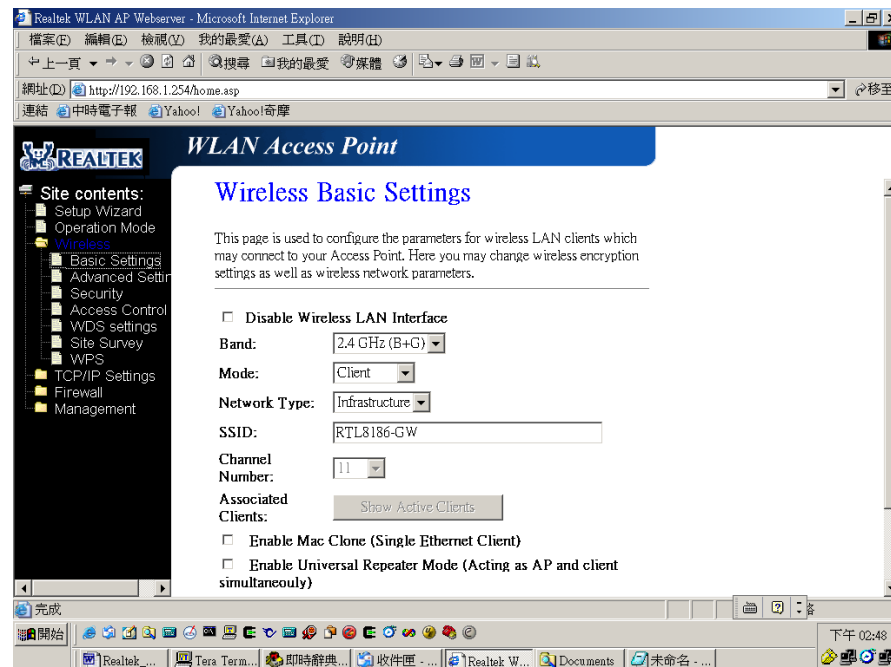 Realtek WLAN AP Webserver - Microsoft Internet Explorer
檔案(F) 編輯(E) 檢視(V) 我的最愛(A) 工具(T) 說明(H)
上一頁 搜尋 我的最愛 媒體
網址(D) http://192.168.1.254/home.asp 移至
連結 中時電子報 Yahoo! Yahoo!奇摩
REALTEK
WLAN Access Point
Site contents:
Setup Wizard
Operation Mode
Wireless
Basic Settings
Advanced Settin
Security
Access Control
WDS settings
Site Survey
WPS
TCP/IP Settings
Firewall
Management
Wireless Basic Settings
This page is used to configure the parameters for wireless LAN clients which
may connect to your Access Point. Here you may change wireless encryption
settings as well as wireless network parameters.
Disable Wireless LAN Interface
Band: 2.4 GHz (B+G)
Mode: Client
Network Type: Infrastructure
SSID: RTL8186-GW
Channel
Number: 11
Associated
Clients: Show Active Clients
Enable Mac Clone (Single Ethernet Client)
Enable Universal Repeater Mode (Acting as AP and client
simultaneouly)
完成
開始
下午 02:48
Realtek_... Tera Term... 即時辭典... 收件匣 - ... Realtek W... Documents 未命名 - ...